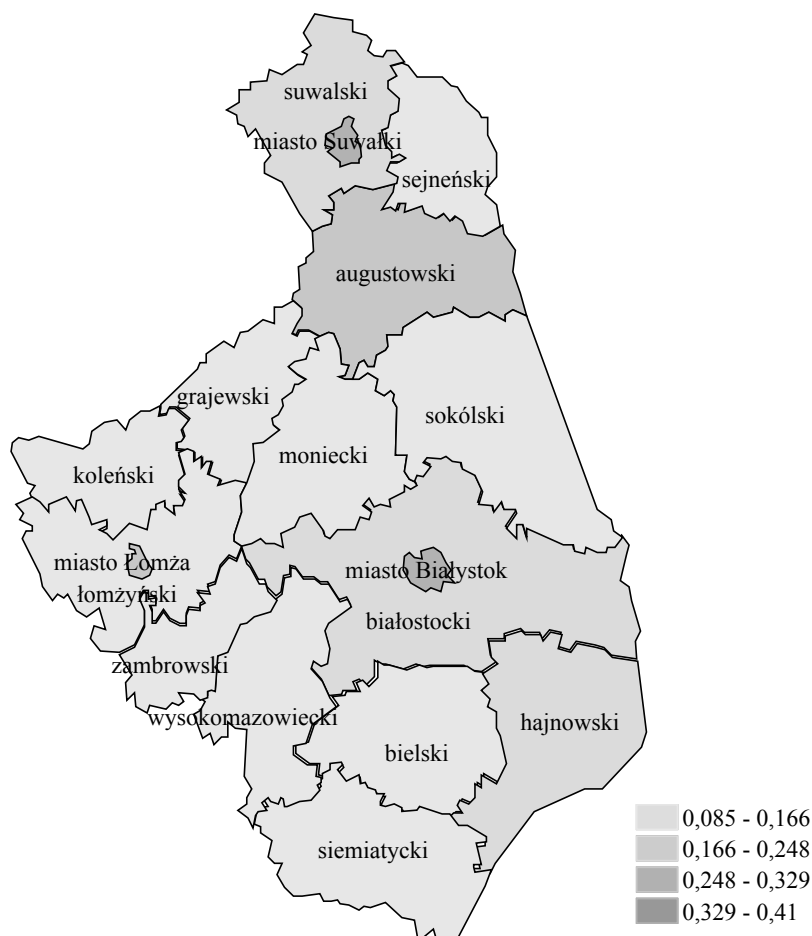 suwalski
miasto Suwałki
sejneński
augustowski
grajewski
sokólski
moniecki
koleński
miasto Łomża
miasto Białystok
łomżyński
białostocki
zambrowski
wysokomazowiecki
hajnowski
bielski
siemiatycki
0,085 - 0,166
0,166 - 0,248
0,248 - 0,329
0,329 - 0,41